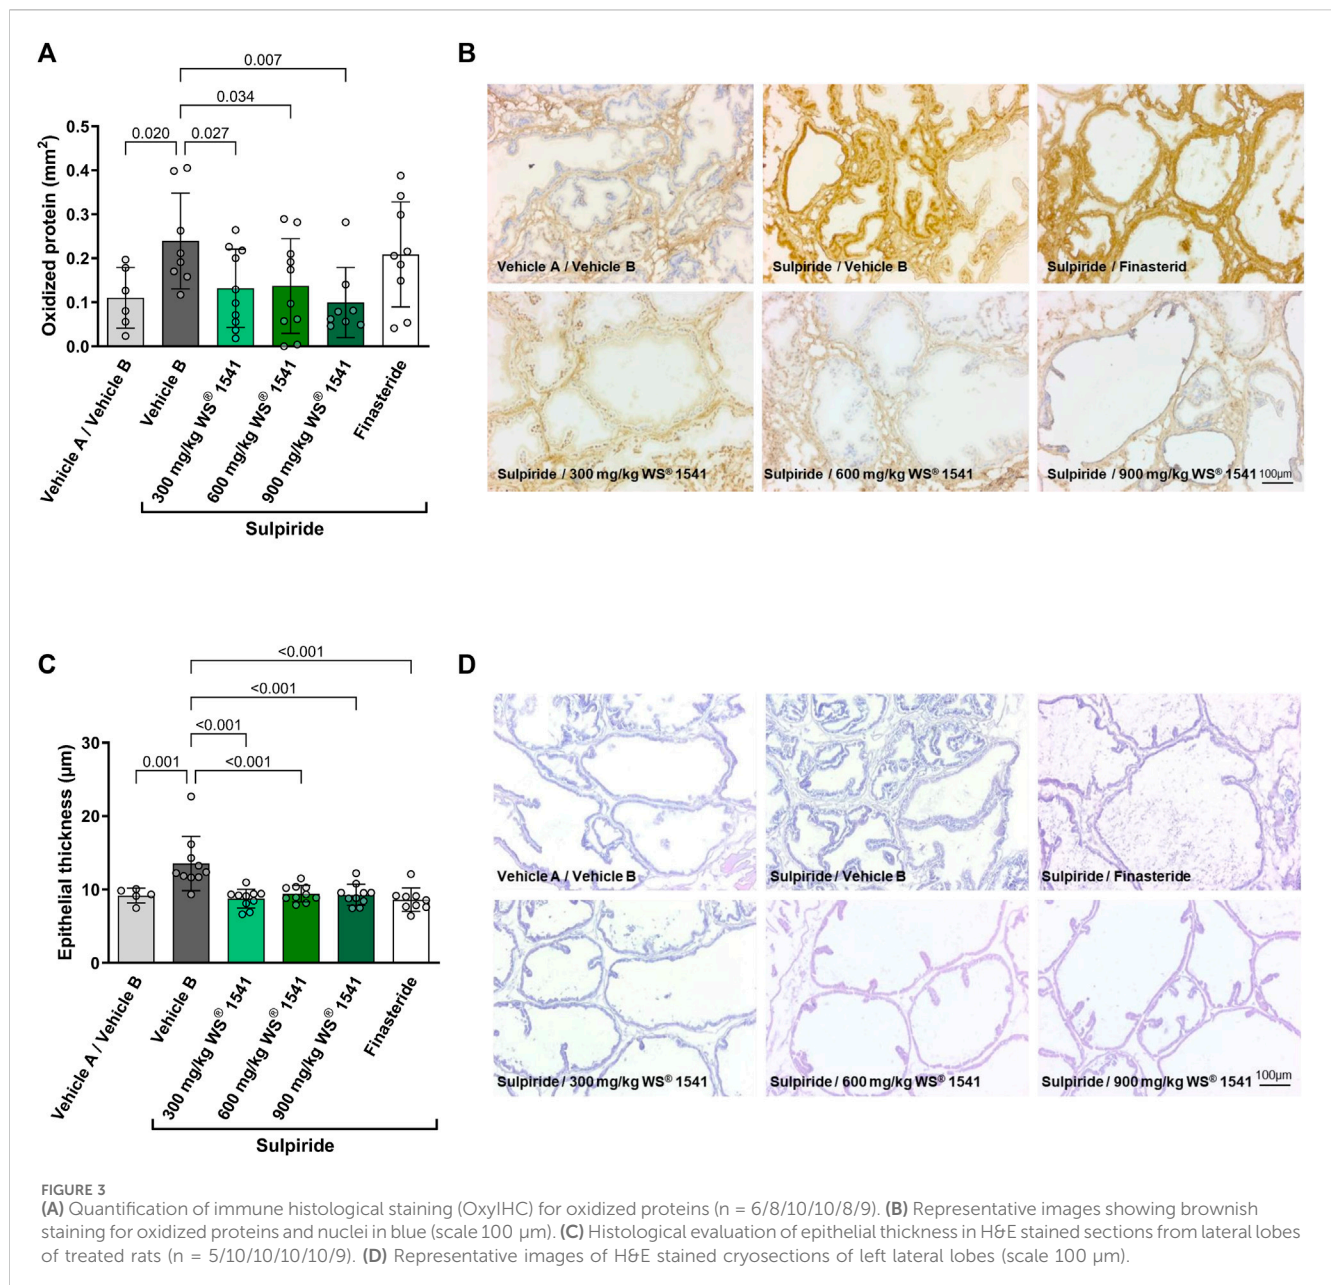 A
0.007
0.034
0.020
0.027
Oxidized protein (mm²)
0.5
0.4
0.3
0.2
0.1
0.0
Vehicle A / Vehicle B
Vehicle B
300 mg/kg WS® 1541
600 mg/kg WS® 1541
900 mg/kg WS® 1541
Finasteride
Sulpiride
B
Vehicle A / Vehicle B
Sulpiride / Vehicle B
Sulpiride / Finasterid
Sulpiride / 300 mg/kg WS® 1541
Sulpiride / 600 mg/kg WS® 1541
Sulpiride / 900 mg/kg WS® 1541
100µm
C
<0.001
<0.001
<0.001
0.001
<0.001
Epithelial thickness (µm)
30
20
10
0
Vehicle A / Vehicle B
Vehicle B
300 mg/kg WS® 1541
600 mg/kg WS® 1541
900 mg/kg WS® 1541
Finasteride
Sulpiride
D
Vehicle A / Vehicle B
Sulpiride / Vehicle B
Sulpiride / Finasteride
Sulpiride / 300 mg/kg WS® 1541
Sulpiride / 600 mg/kg WS® 1541
Sulpiride / 900 mg/kg WS® 1541
100µm
FIGURE 3
(A) Quantification of immune histological staining (OxyIHC) for oxidized proteins (n = 6/8/10/10/8/9). (B) Representative images showing brownish
staining for oxidized proteins and nuclei in blue (scale 100 µm). (C) Histological evaluation of epithelial thickness in H&E stained sections from lateral lobes
of treated rats (n = 5/10/10/10/10/9). (D) Representative images of H&E stained cryosections of left lateral lobes (scale 100 µm).